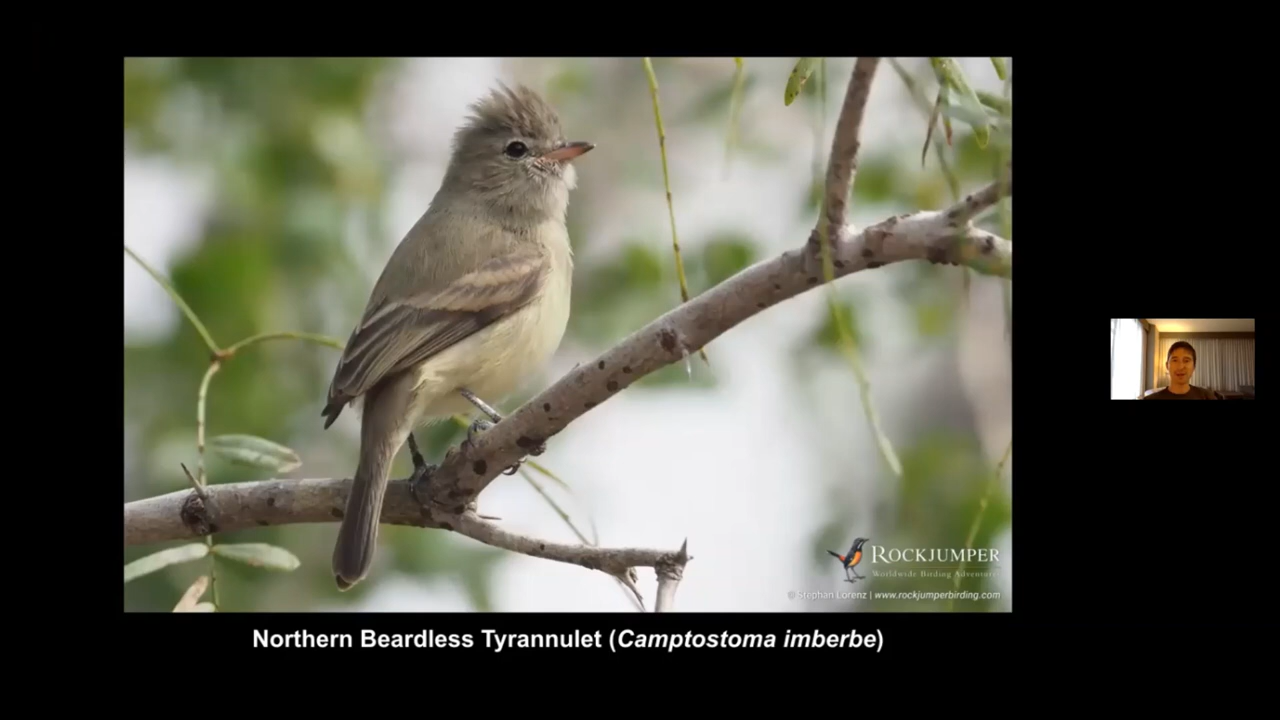 ROCKJUMPER
Worldwide Birding Adventures
© Stephan Lorenz | www.rockjumperbirding.com
Northern Beardless Tyrannulet (Camptostoma imberbe)